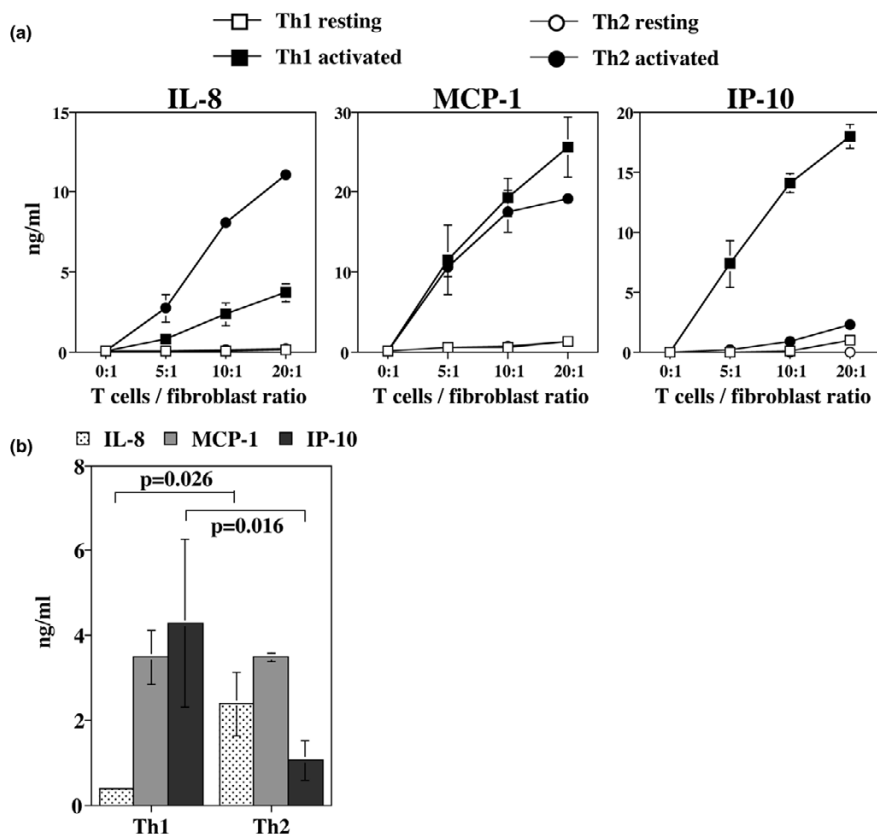 (a)
Th1 resting
Th2 resting
Th1 activated
Th2 activated
IL-8
MCP-1
IP-10
ng/ml
15
10
5
0
30
20
10
0
20
15
10
5
0
0:1 5:1 10:1 20:1
0:1 5:1 10:1 20:1
0:1 5:1 10:1 20:1
T cells / fibroblast ratio
T cells / fibroblast ratio
T cells / fibroblast ratio
(b)
IL-8 MCP-1 IP-10
ng/ml
8
6
4
2
0
p=0.026
p=0.016
Th1 Th2